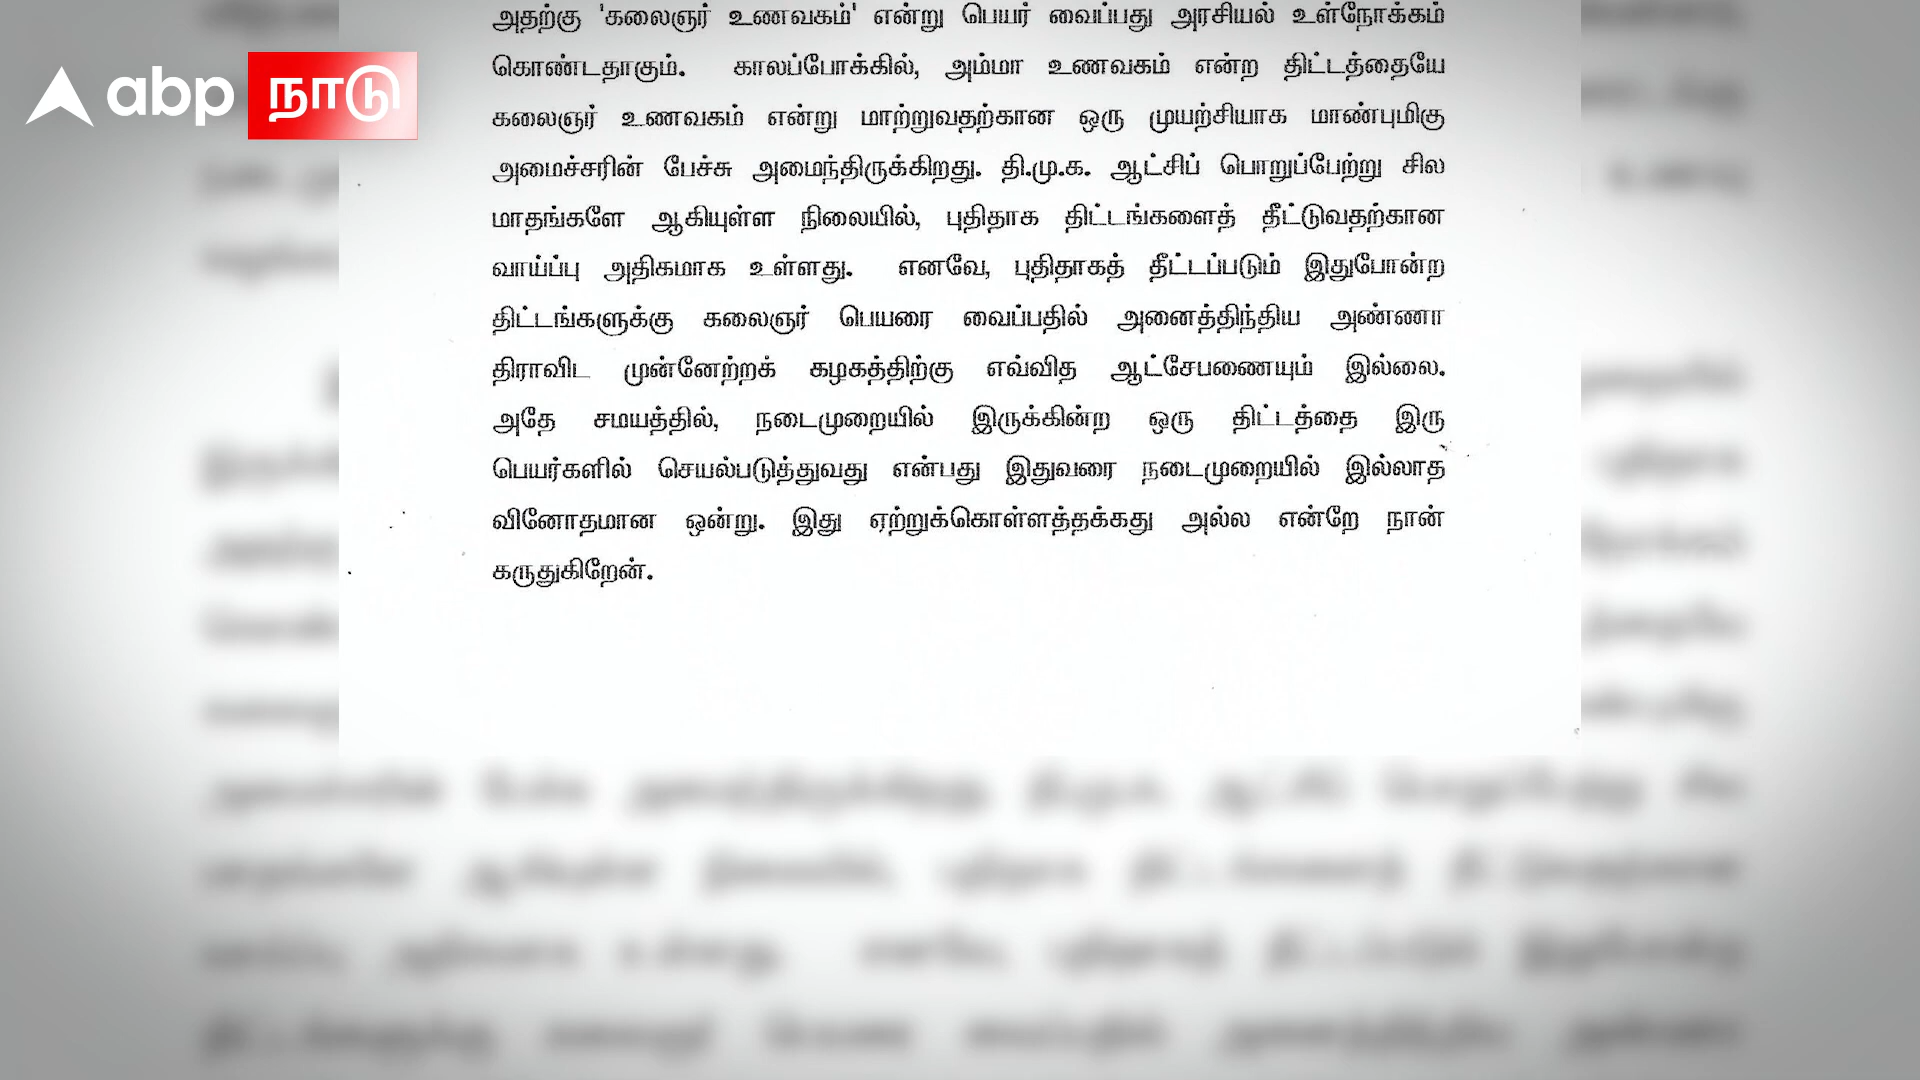 abp நாடு
அதற்கு 'கலைஞர் உணவகம்' என்று பெயர் வைப்பது அரசியல் உள்நோக்கம்
கொண்டதாகும். காலப்போக்கில், அம்மா உணவகம் என்ற திட்டத்தையே
கலைஞர் உணவகம் என்று மாற்றுவதற்கான ஒரு முயற்சியாக மாண்புமிகு
அமைச்சரின் பேச்சு அமைந்திருக்கிறது. தி.மு.க. ஆட்சிப் பொறுப்பேற்று சில
மாதங்களே ஆகியுள்ள நிலையில், புதிதாக திட்டங்களைத் தீட்டுவதற்கான
வாய்ப்பு அதிகமாக உள்ளது. எனவே, புதிதாகத் தீட்டப்படும் இதுபோன்ற
திட்டங்களுக்கு கலைஞர் பெயரை வைப்பதில் அனைத்திந்திய அண்ணா
திராவிட முன்னேற்றக் கழகத்திற்கு எவ்வித ஆட்சேபணையும் இல்லை.
அதே சமயத்தில், நடைமுறையில் இருக்கின்ற ஒரு திட்டத்தை இரு
பெயர்களில் செயல்படுத்துவது என்பது இதுவரை நடைமுறையில் இல்லாத
வினோதமான ஒன்று. இது ஏற்றுக்கொள்ளத்தக்கது அல்ல என்றே நான்
கருதுகிறேன்.